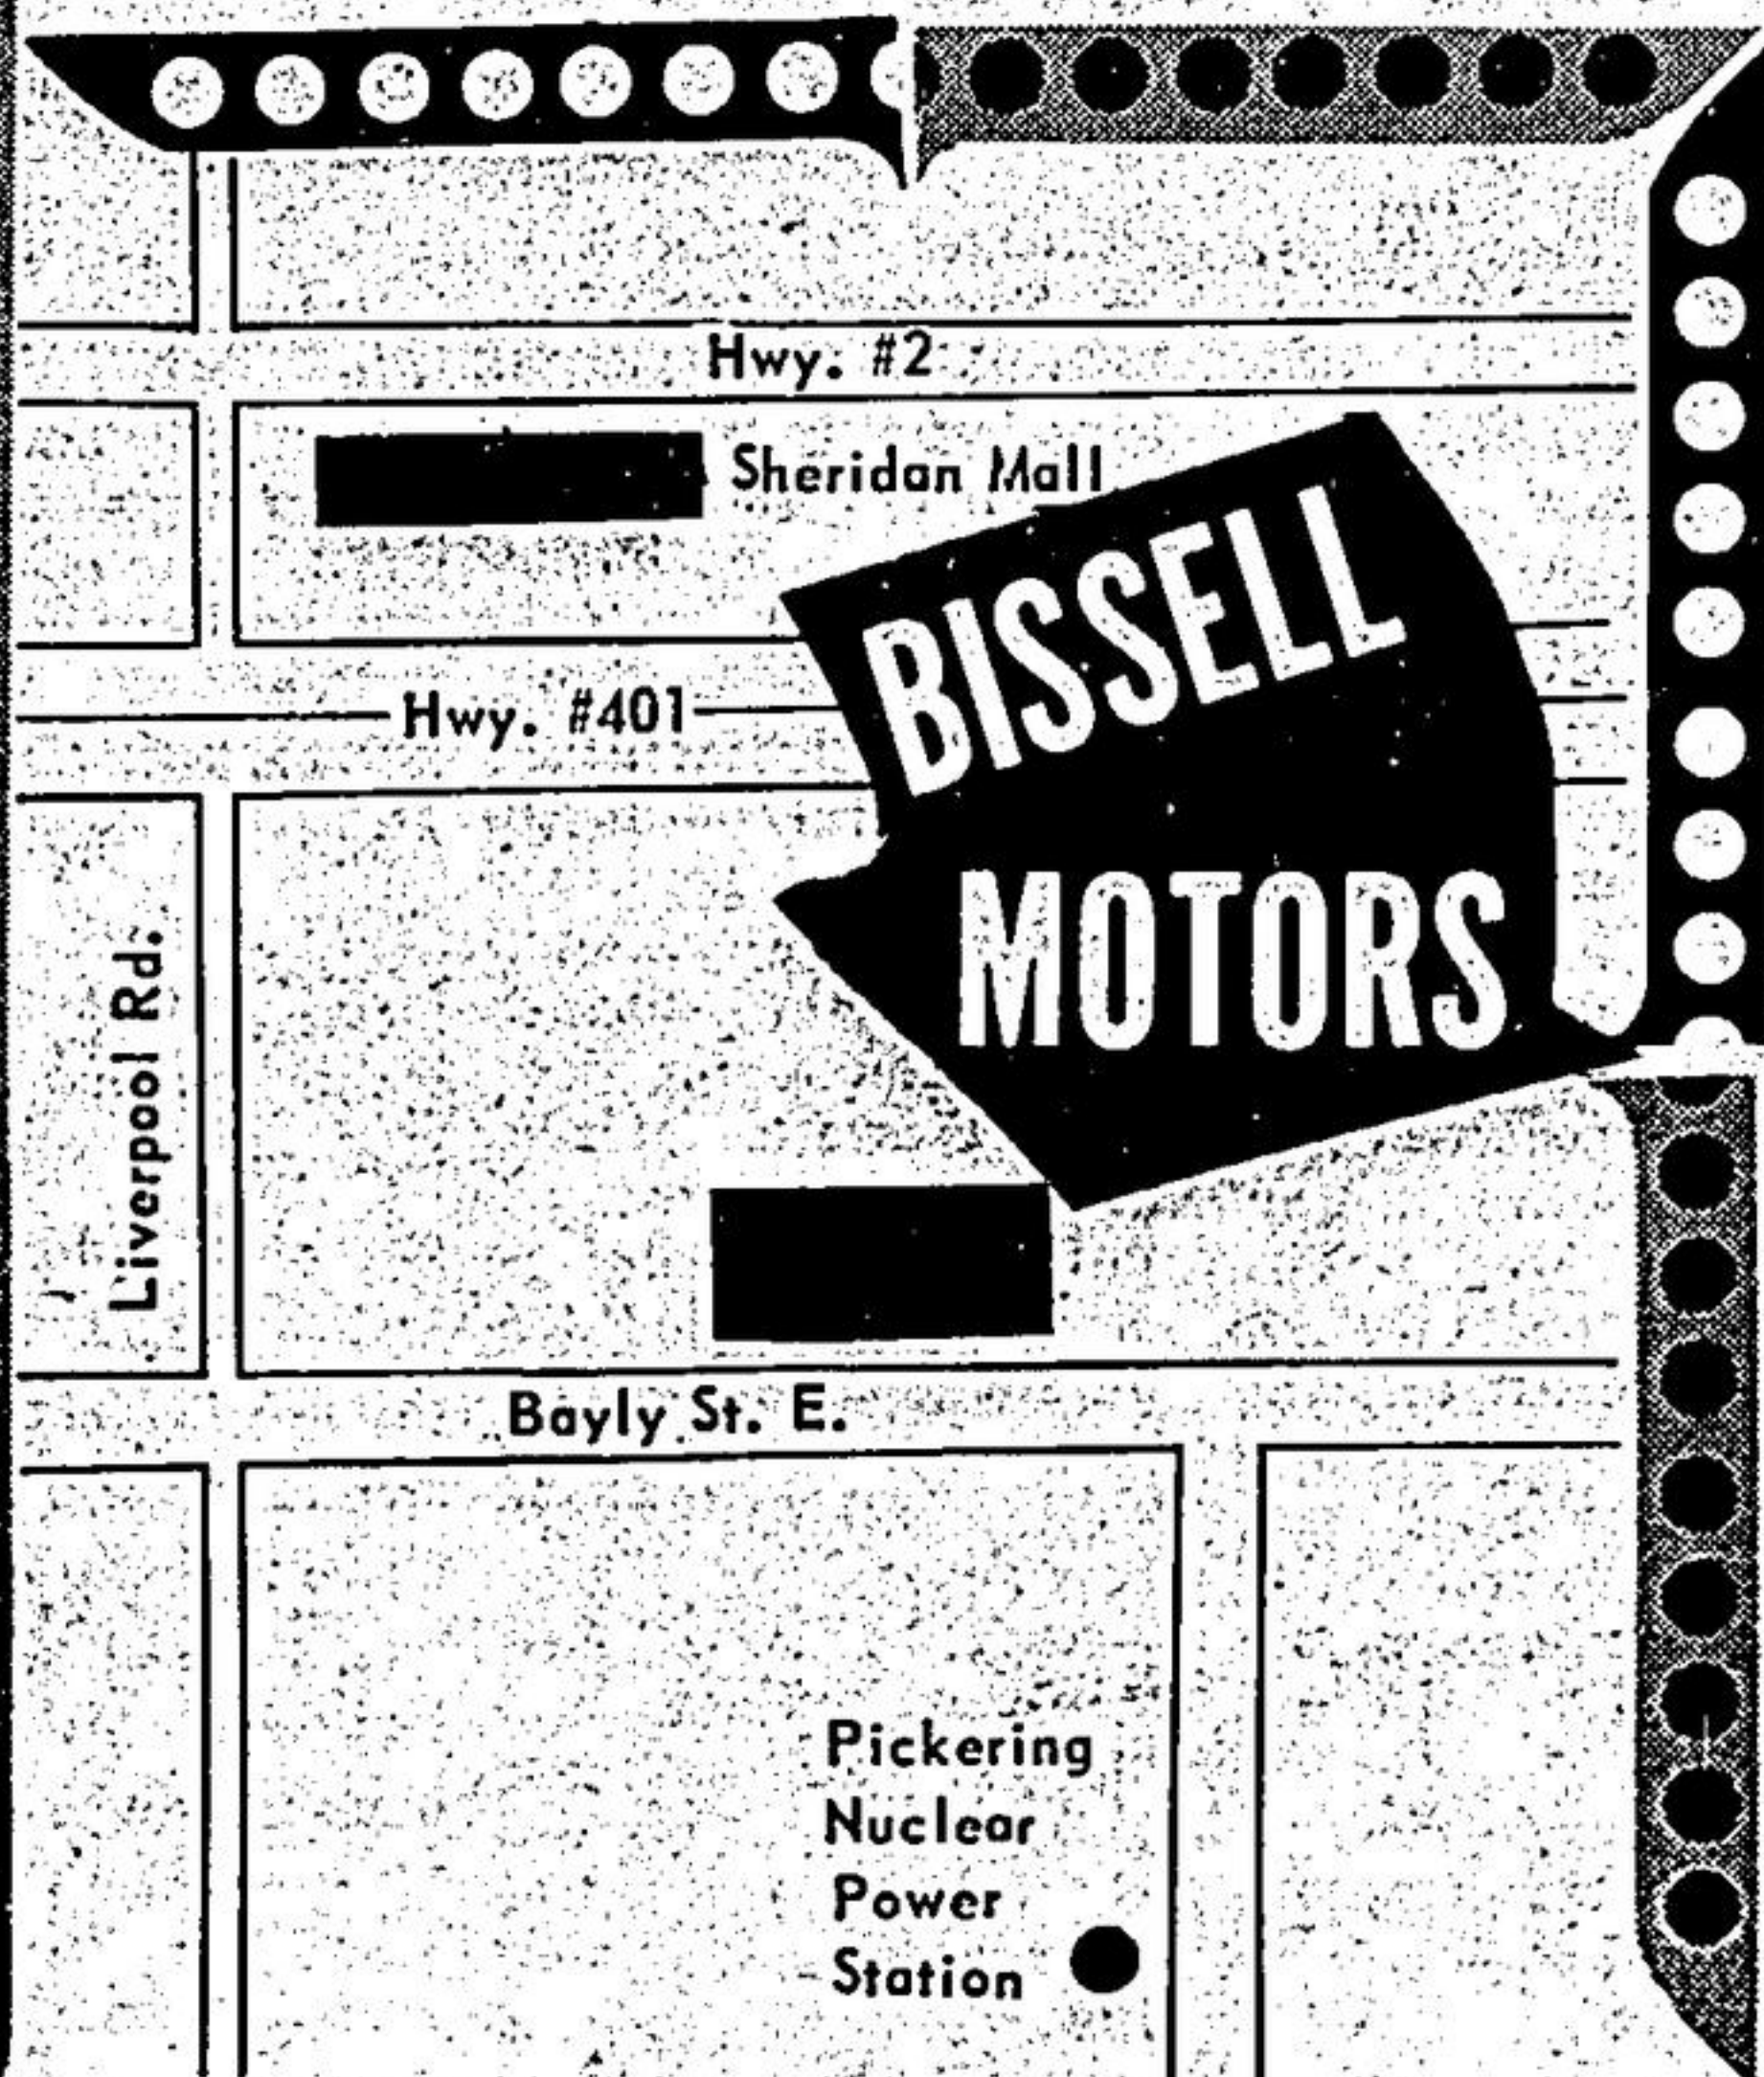 Hwy. #2
Sheridan Mall
BISSELL
Hwy. #401
MOTORS
Liverpool Rd.
Bayly St. E.
Pickering
Nuclear
Power
Station